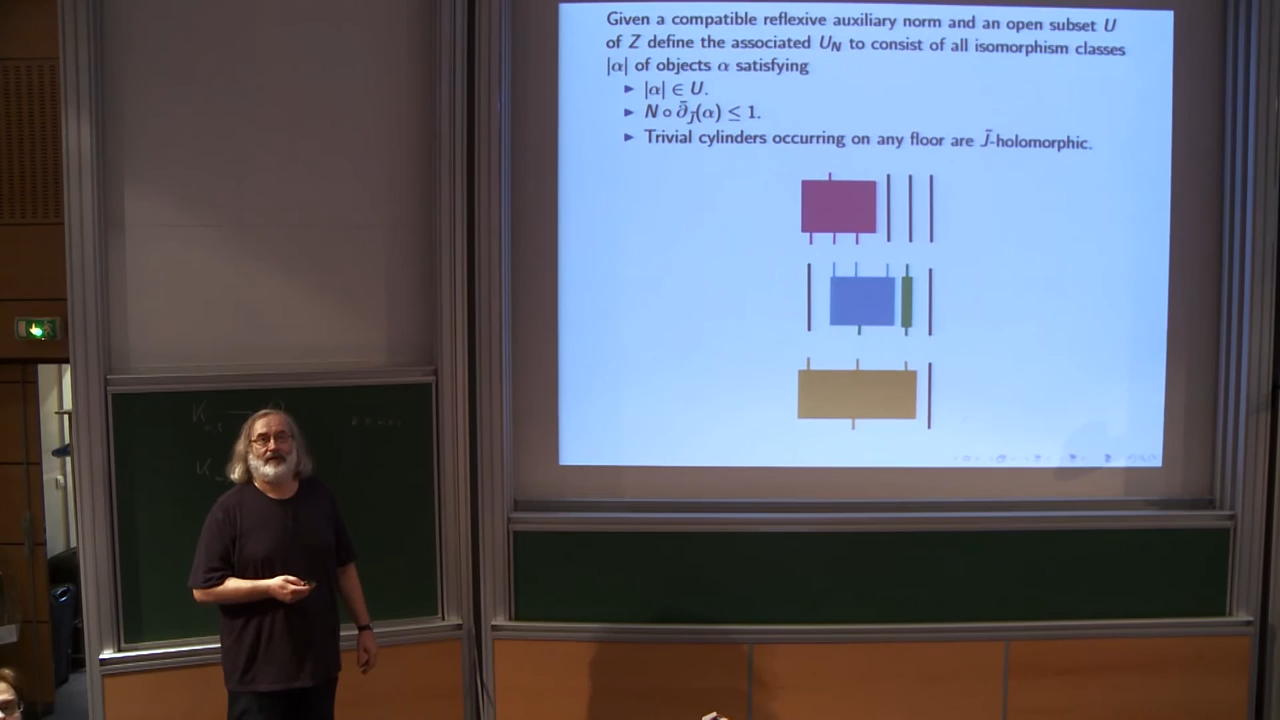 Given a compatible reflexive auxiliary norm and an open subset U
of Z define the associated U_N to consist of all isomorphism classes
|α| of objects α satisfying
▶ |α| ∈ U.
▶ N ∘ ∂̄_J̃(α) ≤ 1.
▶ Trivial cylinders occurring on any floor are J̃-holomorphic.